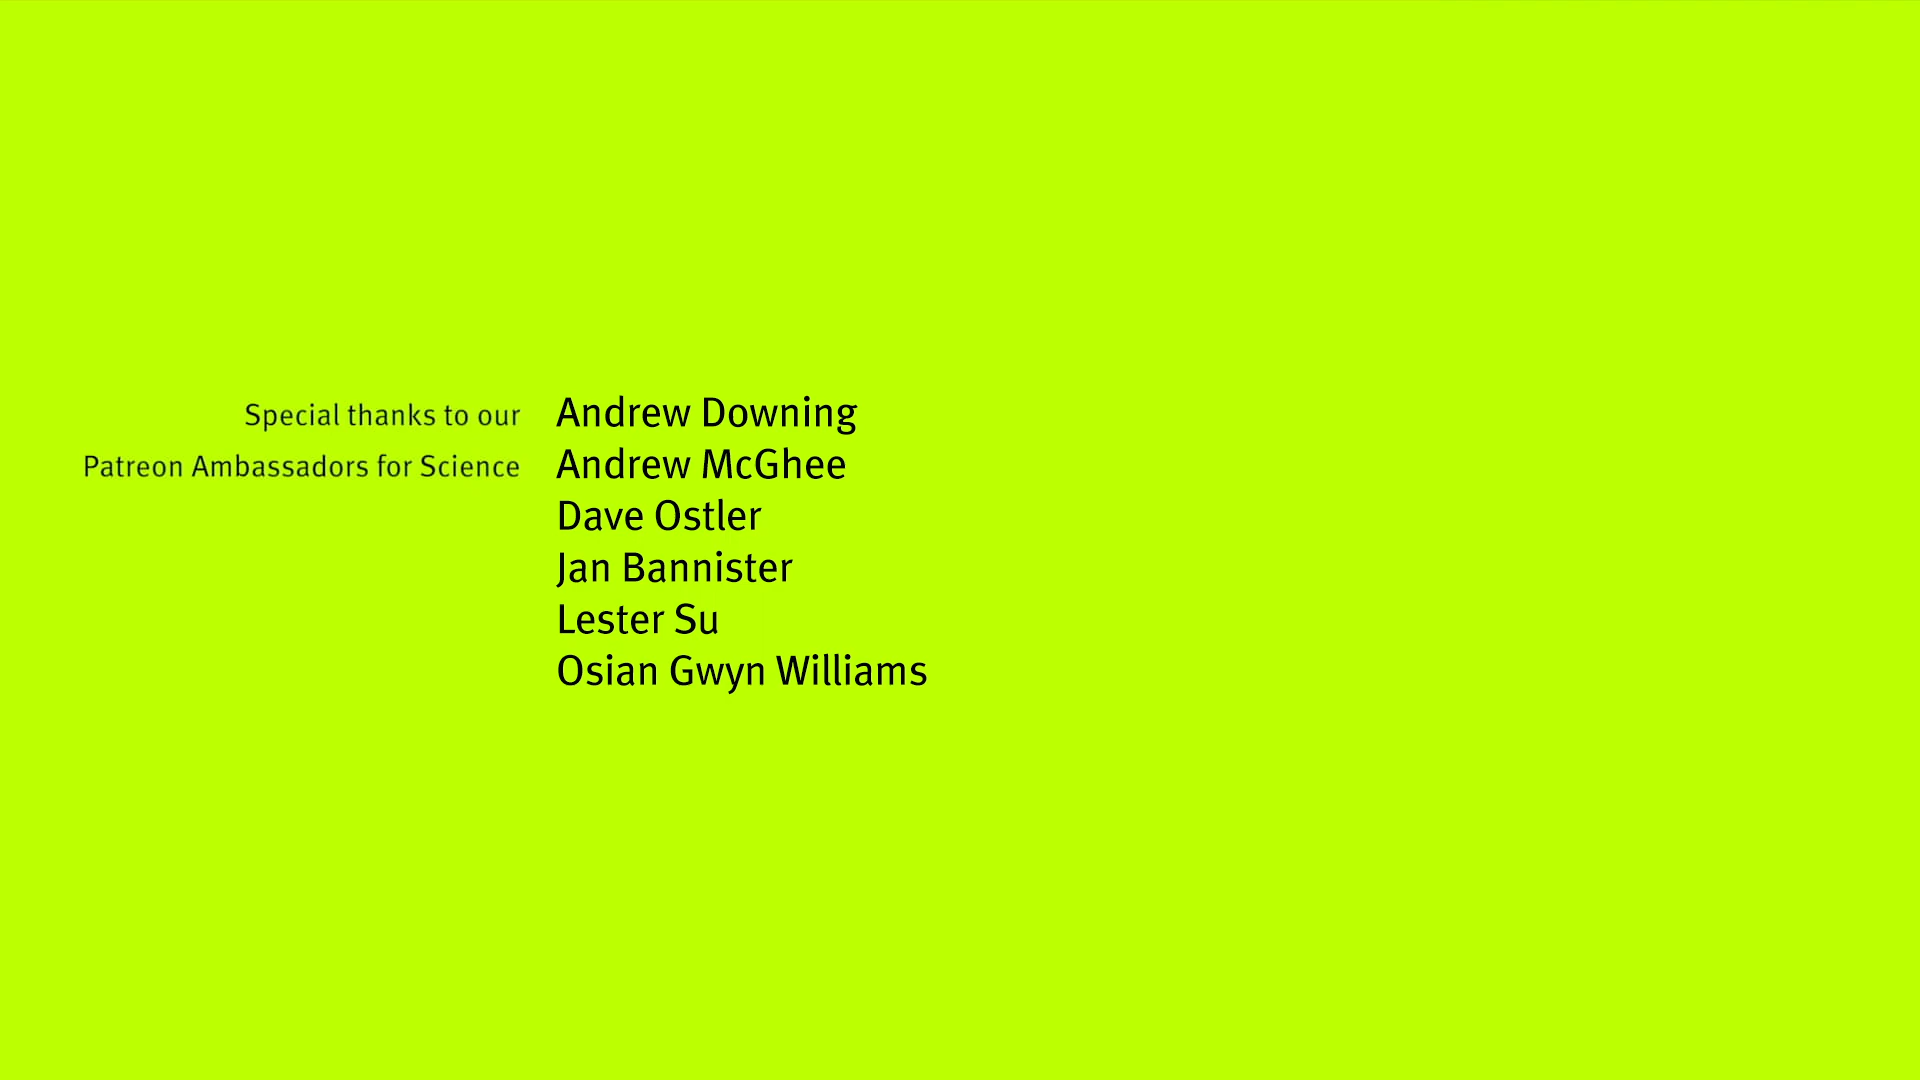 Special thanks to our
Patreon Ambassadors for Science
Andrew Downing
Andrew McGhee
Dave Ostler
Jan Bannister
Lester Su
Osian Gwyn Williams